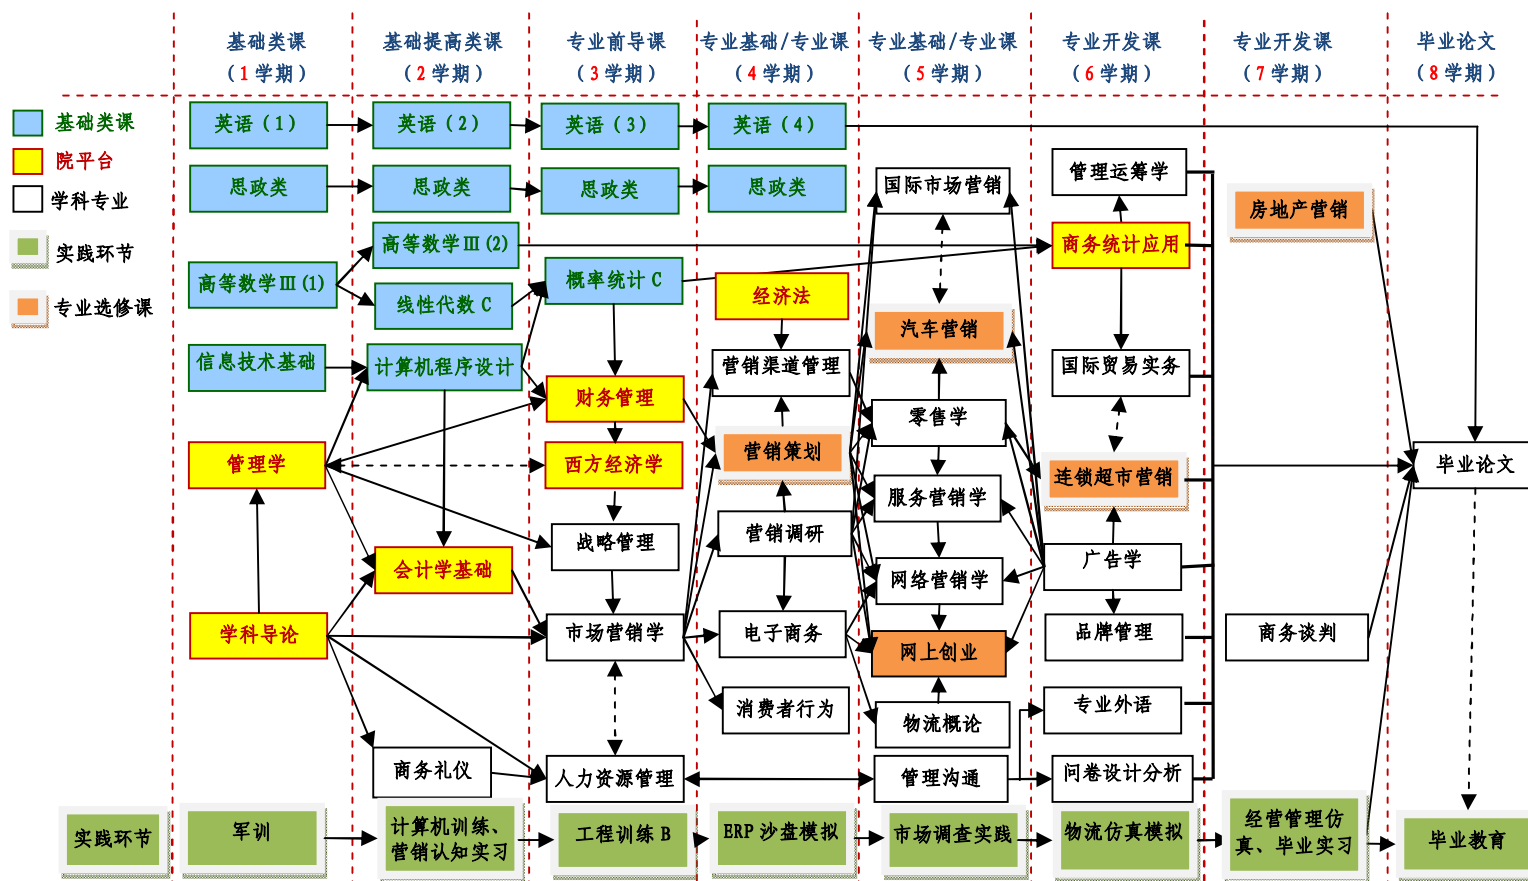 基础类课
（1 学期）
基础提高类课
（2 学期）
专业前导课
（3 学期）
专业基础/专业课
（4 学期）
专业基础/专业课
（5 学期）
专业开发课
（6 学期）
专业开发课
（7 学期）
毕业论文
（8 学期）
基础类课
院平台
学科专业
实践环节
专业选修课
英语（1）
思政类
高等数学Ⅲ(1)
信息技术基础
管理学
学科导论
英语（2）
思政类
高等数学Ⅲ(2)
线性代数 C
计算机程序设计
会计学基础
商务礼仪
英语（3）
思政类
概率统计 C
财务管理
西方经济学
战略管理
市场营销学
人力资源管理
英语（4）
思政类
经济法
营销渠道管理
营销策划
营销调研
电子商务
消费者行为
国际市场营销
汽车营销
零售学
服务营销学
网络营销学
网上创业
物流概论
管理沟通
管理运筹学
商务统计应用
国际贸易实务
连锁超市营销
广告学
品牌管理
专业外语
问卷设计分析
房地产营销
商务谈判
毕业论文
实践环节
军训
计算机训练、
营销认知实习
工程训练 B
ERP 沙盘模拟
市场调查实践
物流仿真模拟
经营管理仿
真、毕业实习
毕业教育